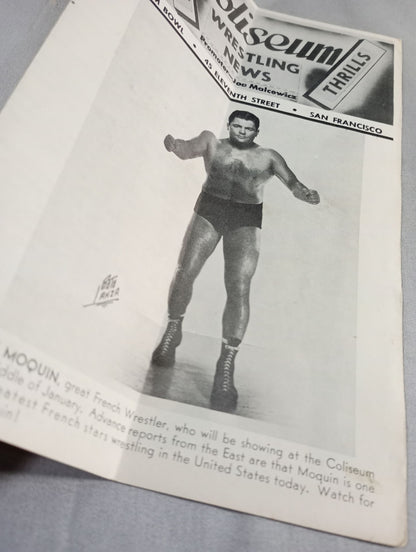 Coliseum
WRESTLING
NEWS
THRILLS
Promoter Joe Malcewicz
BOWL • 45 ELEVENTH STREET • SAN FRANCISCO
MOQUIN, great French Wrestler, who will be showing at the Coliseum
ddle of January. Advance reports from the East are that Moquin is one
eatest French stars wrestling in the United States today. Watch for
uin!